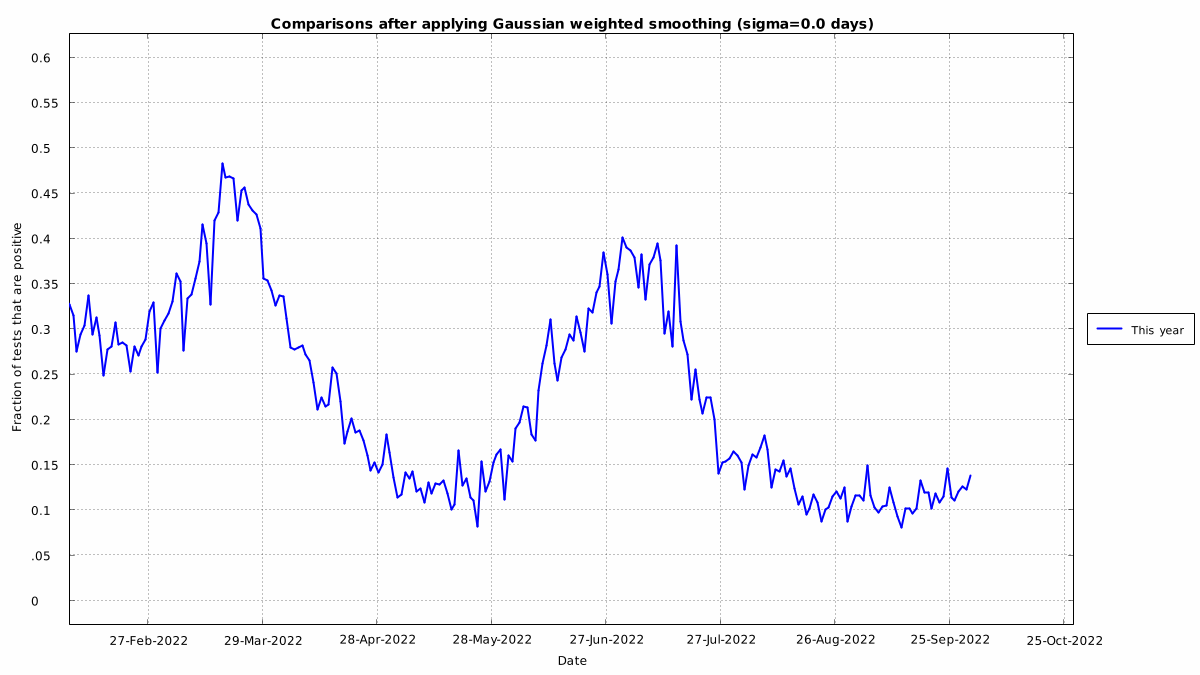 Comparisons after applying Gaussian weighted smoothing (sigma=0.0 days)
0.6
0.55
0.5
0.45
0.4
0.35
0.3
0.25
0.2
0.15
0.1
.05
0
Fraction of tests that are positive
27-Feb-2022
29-Mar-2022
28-Apr-2022
28-May-2022
27-Jun-2022
27-Jul-2022
26-Aug-2022
25-Sep-2022
25-Oct-2022
Date
This year